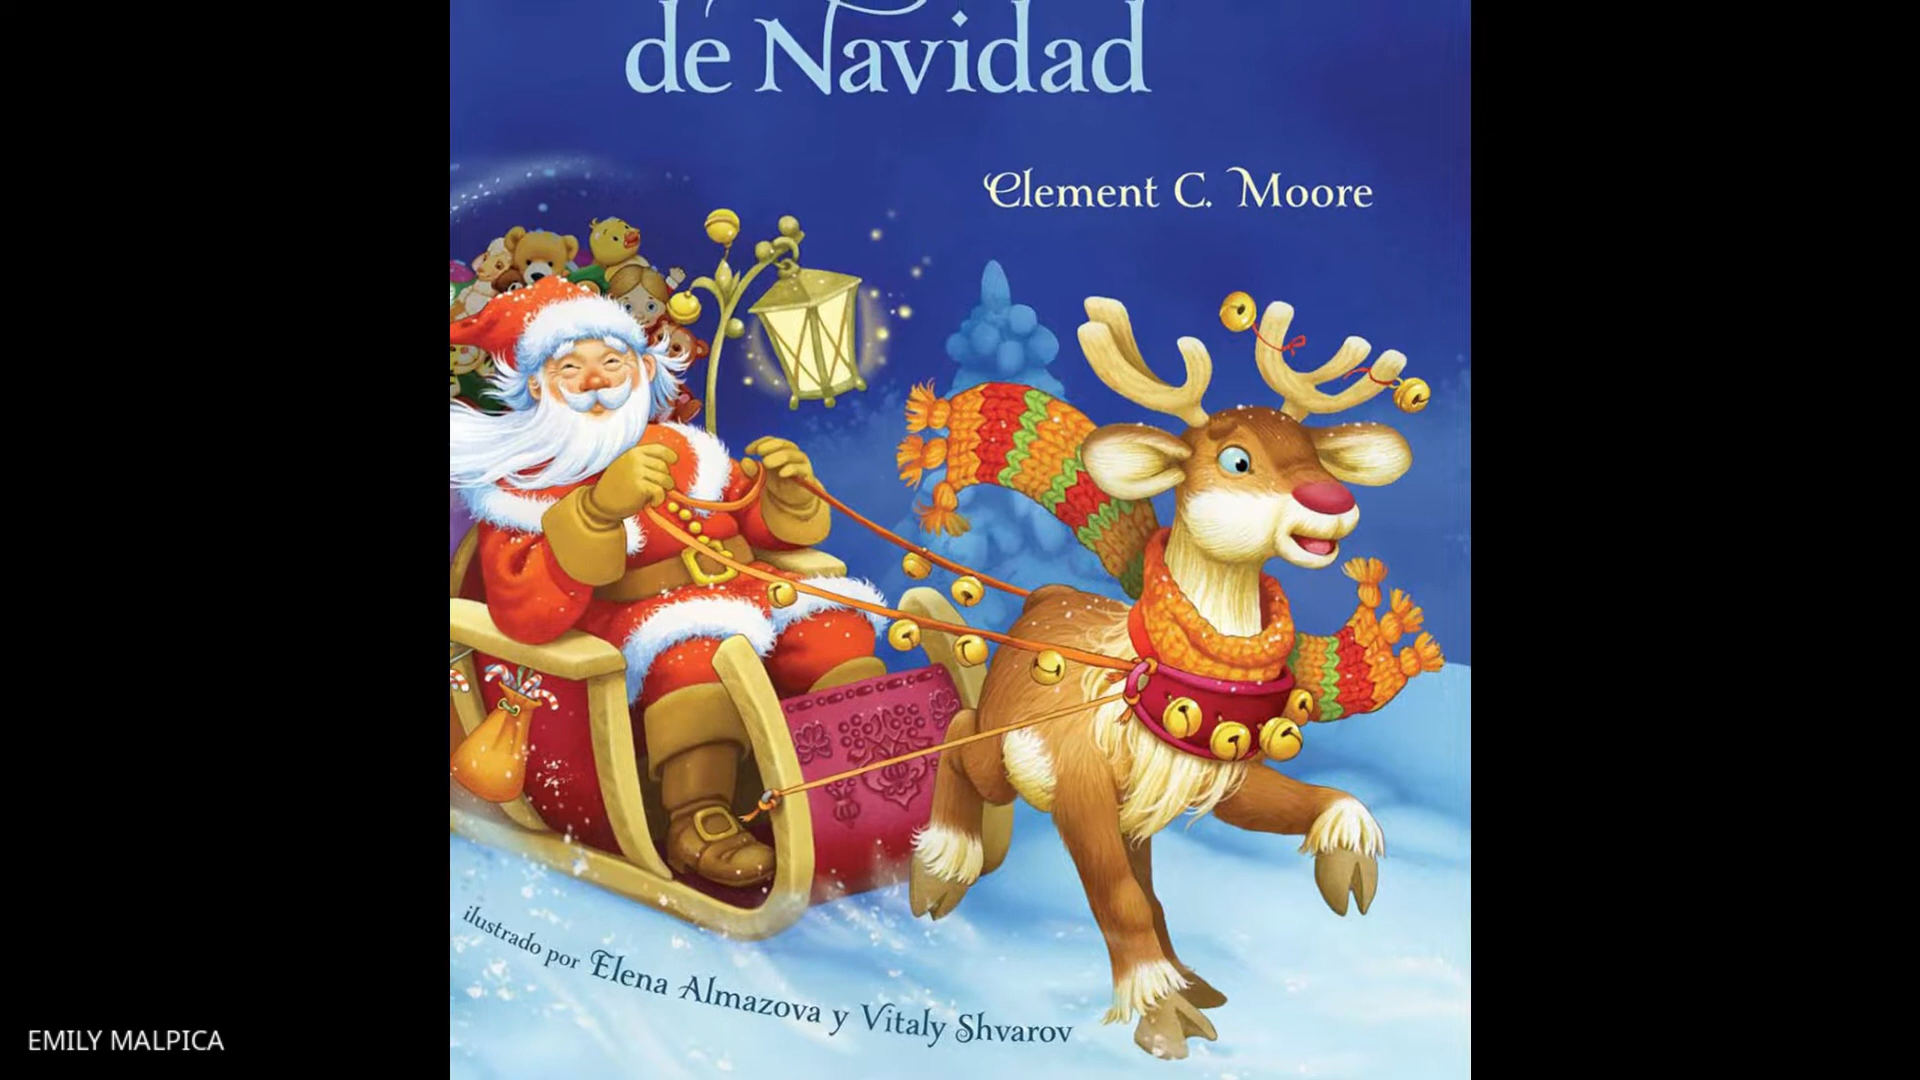 de Navidad
Clement C. Moore
ilustrado por Elena Almazova y Vitaly Shvarov
EMILY MALPICA